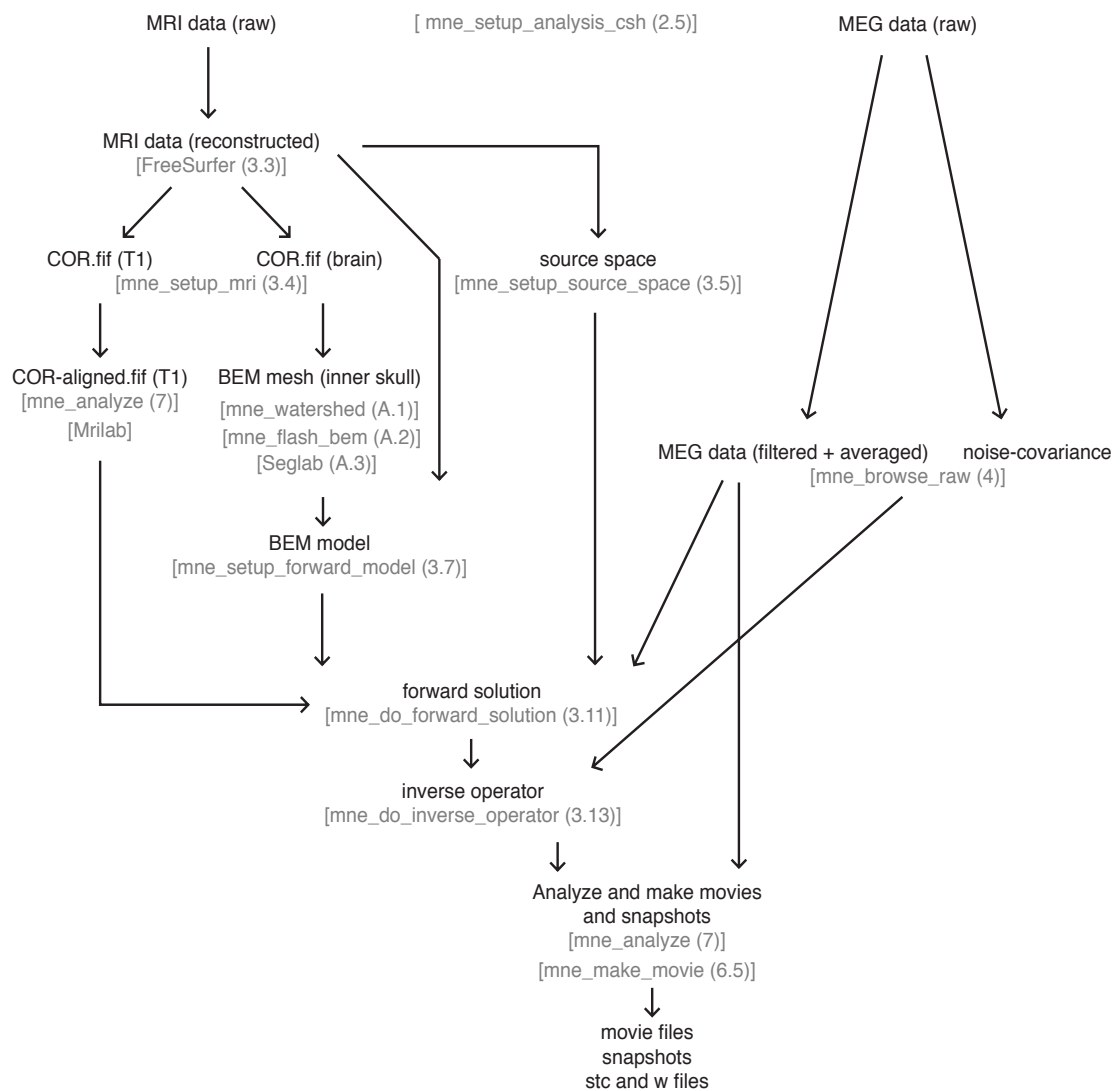 MRI data (raw)
[ mne_setup_analysis_csh (2.5)]
MEG data (raw)
MRI data (reconstructed)
[FreeSurfer (3.3)]
COR.fif (T1)
COR.fif (brain)
[mne_setup_mri (3.4)]
source space
[mne_setup_source_space (3.5)]
COR-aligned.fif (T1)
[mne_analyze (7)]
[Mrilab]
BEM mesh (inner skull)
[mne_watershed (A.1)]
[mne_flash_bem (A.2)]
[Seglab (A.3)]
MEG data (filtered + averaged)
noise-covariance
[mne_browse_raw (4)]
BEM model
[mne_setup_forward_model (3.7)]
forward solution
[mne_do_forward_solution (3.11)]
inverse operator
[mne_do_inverse_operator (3.13)]
Analyze and make movies
and snapshots
[mne_analyze (7)]
[mne_make_movie (6.5)]
movie files
snapshots
stc and w files